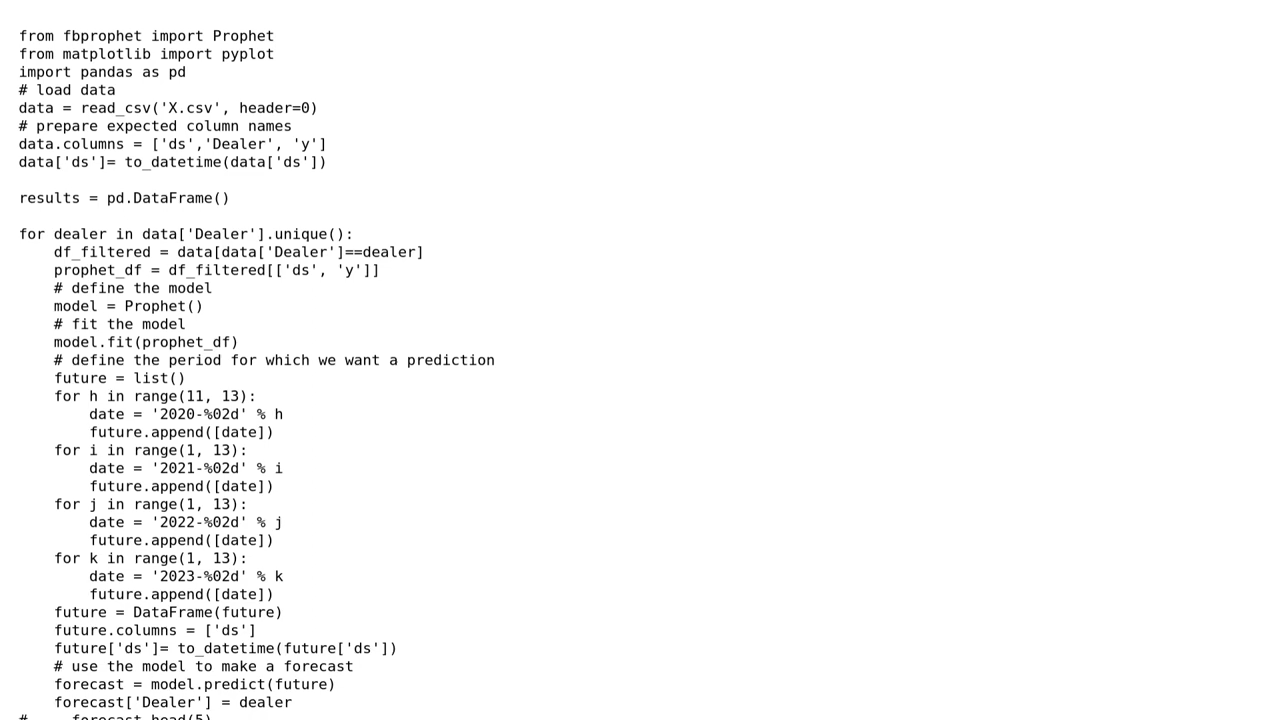 from fbprophet import Prophet
from matplotlib import pyplot
import pandas as pd
# load data
data = read_csv('X.csv', header=0)
# prepare expected column names
data.columns = ['ds','Dealer', 'y']
data['ds']= to_datetime(data['ds'])

results = pd.DataFrame()

for dealer in data['Dealer'].unique():
    df_filtered = data[data['Dealer']==dealer]
    prophet_df = df_filtered[['ds', 'y']]
    # define the model
    model = Prophet()
    # fit the model
    model.fit(prophet_df)
    # define the period for which we want a prediction
    future = list()
    for h in range(11, 13):
        date = '2020-%02d' % h
        future.append([date])
    for i in range(1, 13):
        date = '2021-%02d' % i
        future.append([date])
    for j in range(1, 13):
        date = '2022-%02d' % j
        future.append([date])
    for k in range(1, 13):
        date = '2023-%02d' % k
        future.append([date])
    future = DataFrame(future)
    future.columns = ['ds']
    future['ds']= to_datetime(future['ds'])
    # use the model to make a forecast
    forecast = model.predict(future)
    forecast['Dealer'] = dealer
#     forecast.head(5)